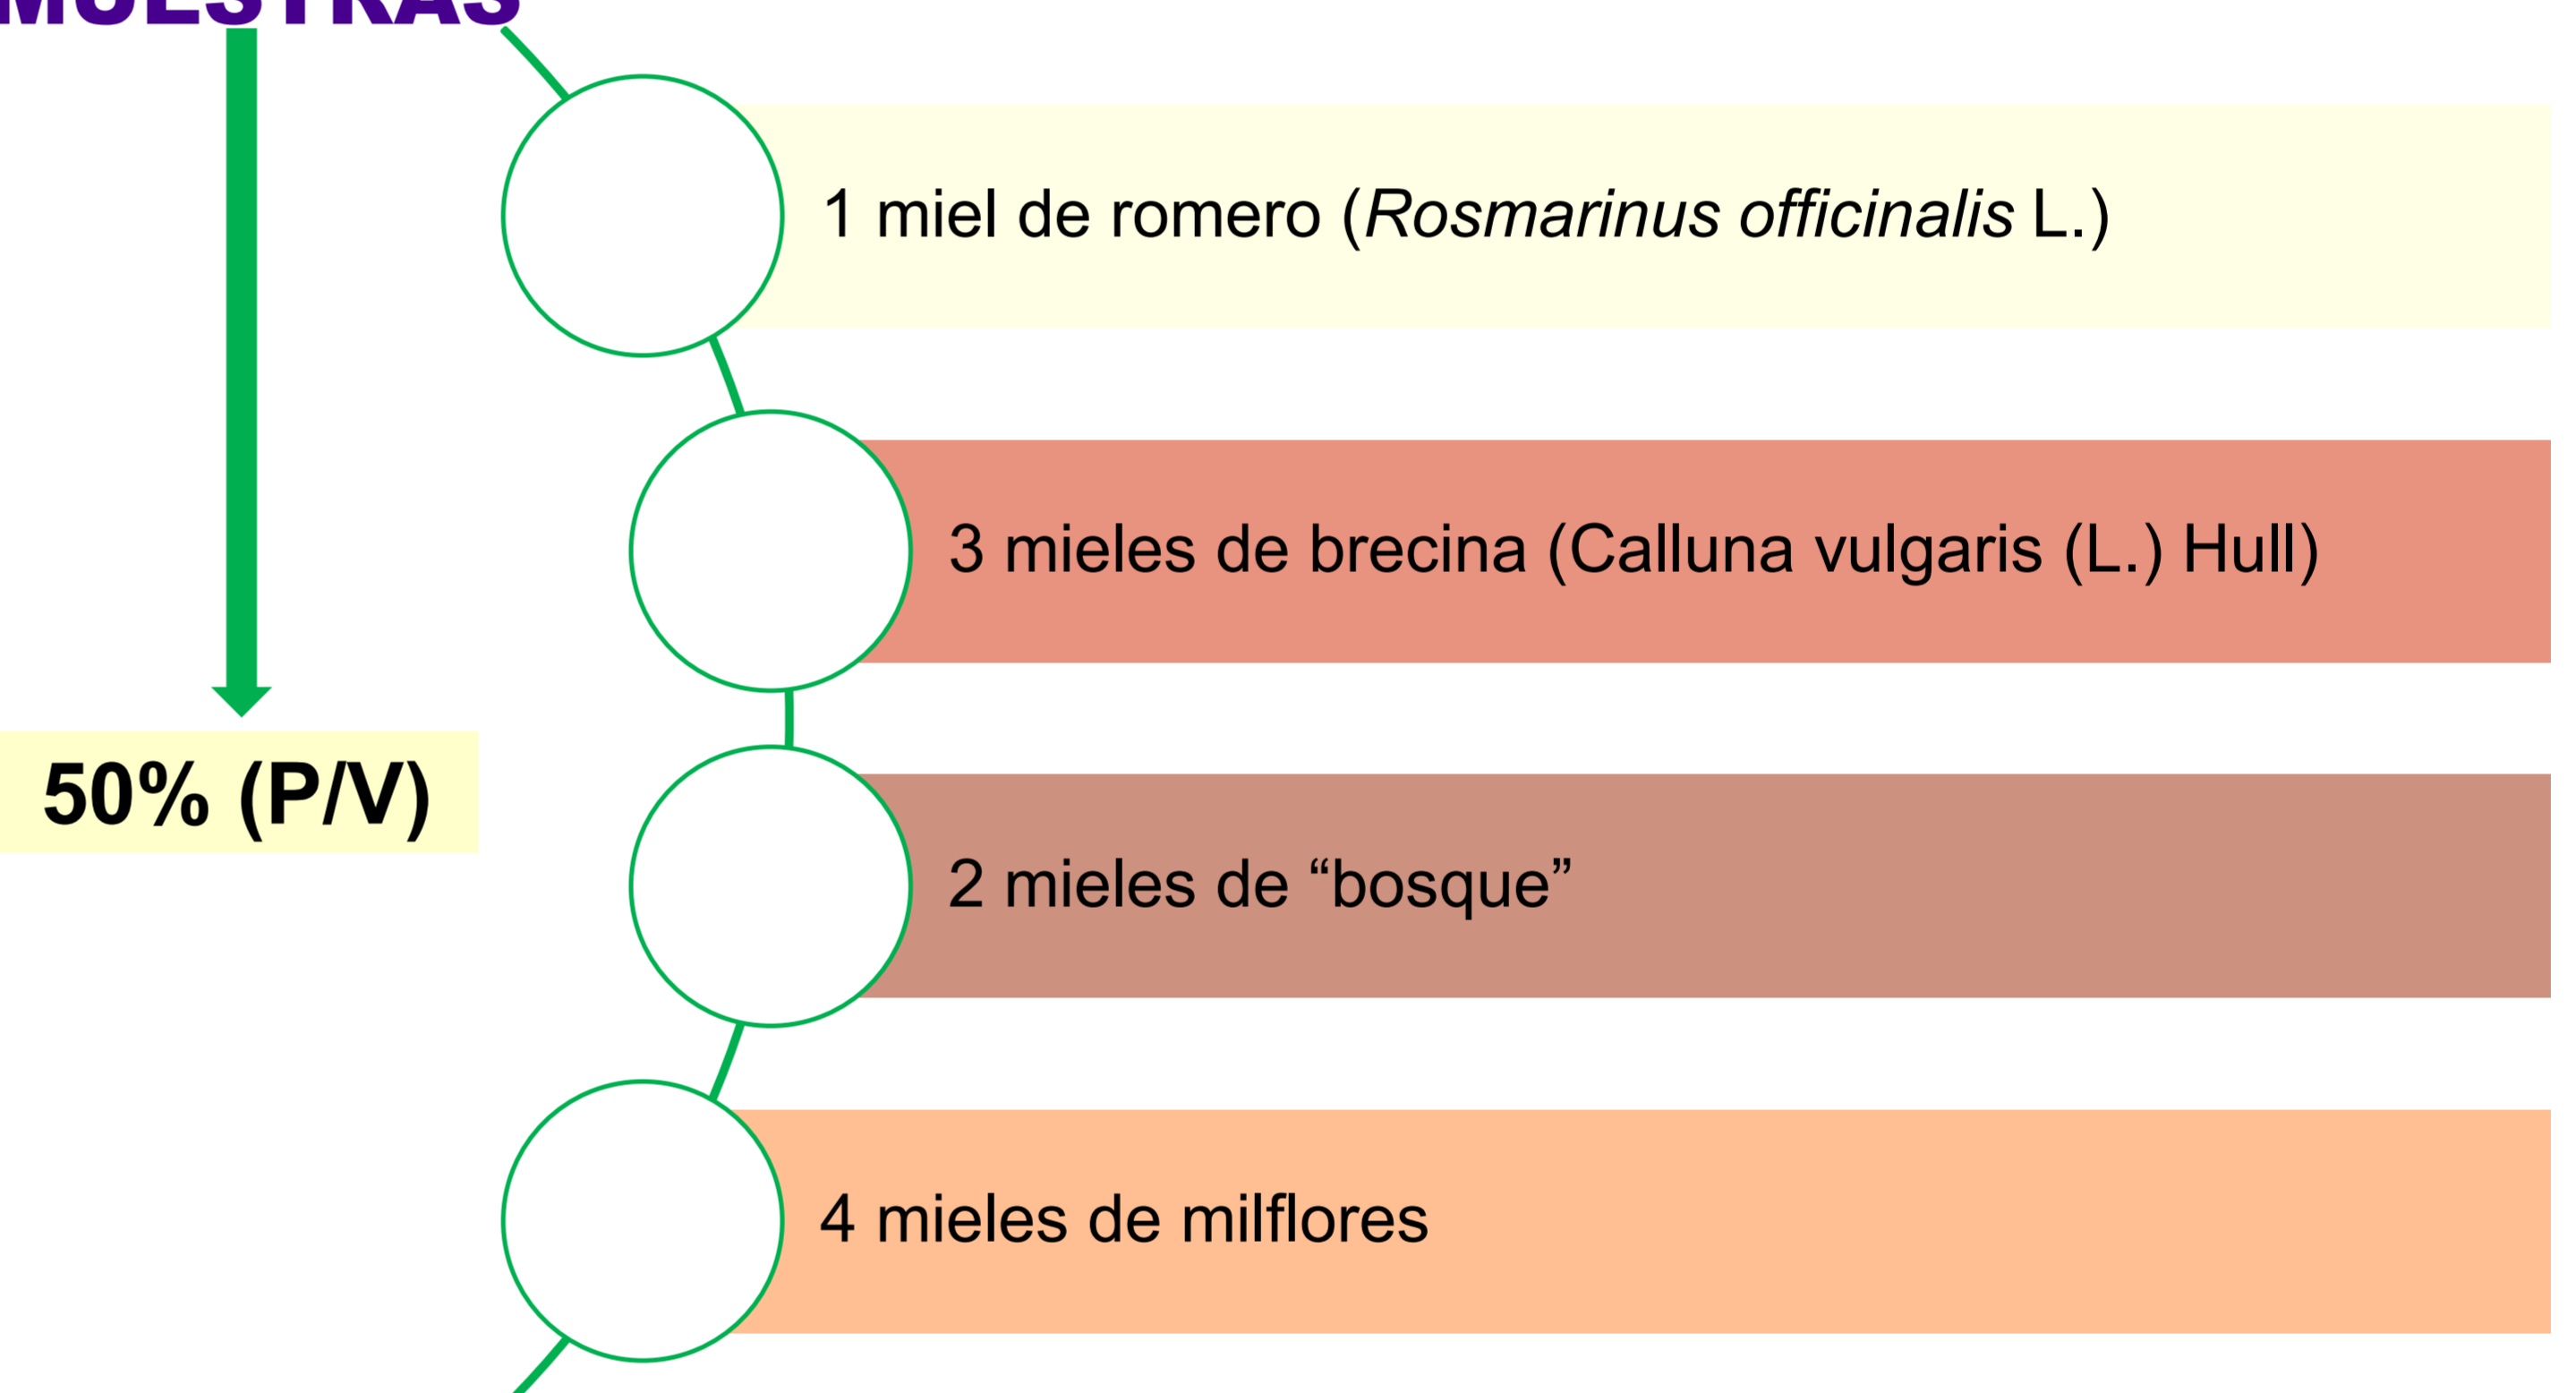 MUESTRAS
1 miel de romero (Rosmarinus officinalis L.)
3 mieles de brecina (Calluna vulgaris (L.) Hull)
50% (P/V)
2 mieles de “bosque”
4 mieles de milflores